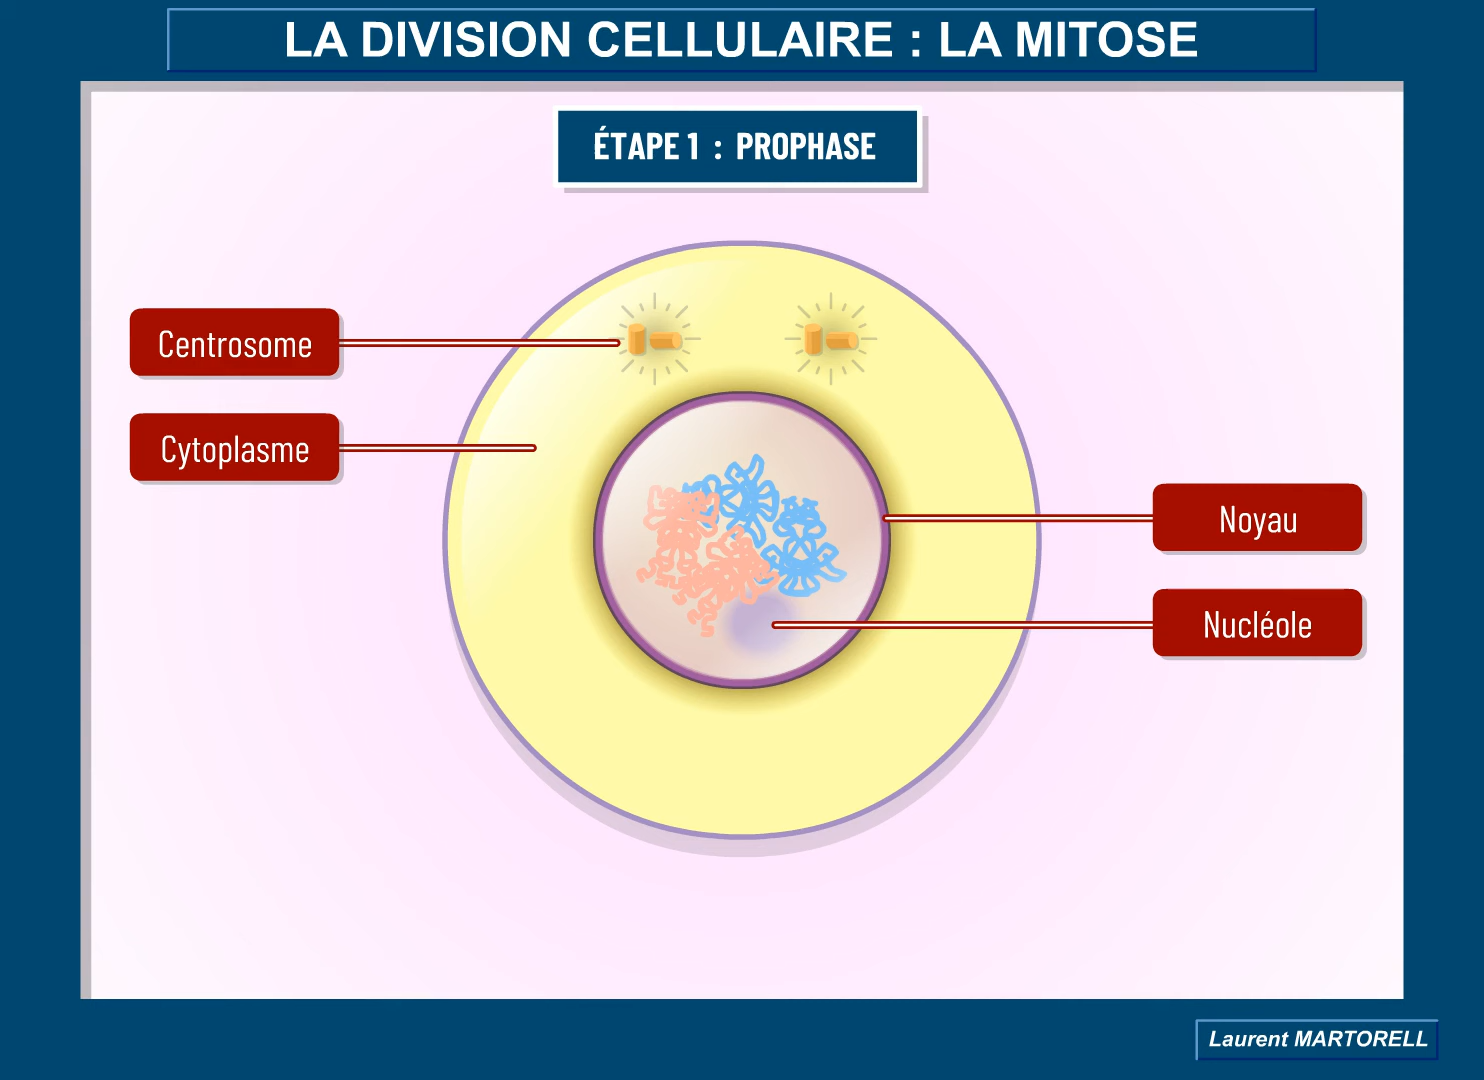 LA DIVISION CELLULAIRE : LA MITOSE
ÉTAPE 1 : PROPHASE
Centrosome
Cytoplasme
Noyau
Nucléole
Laurent MARTORELL